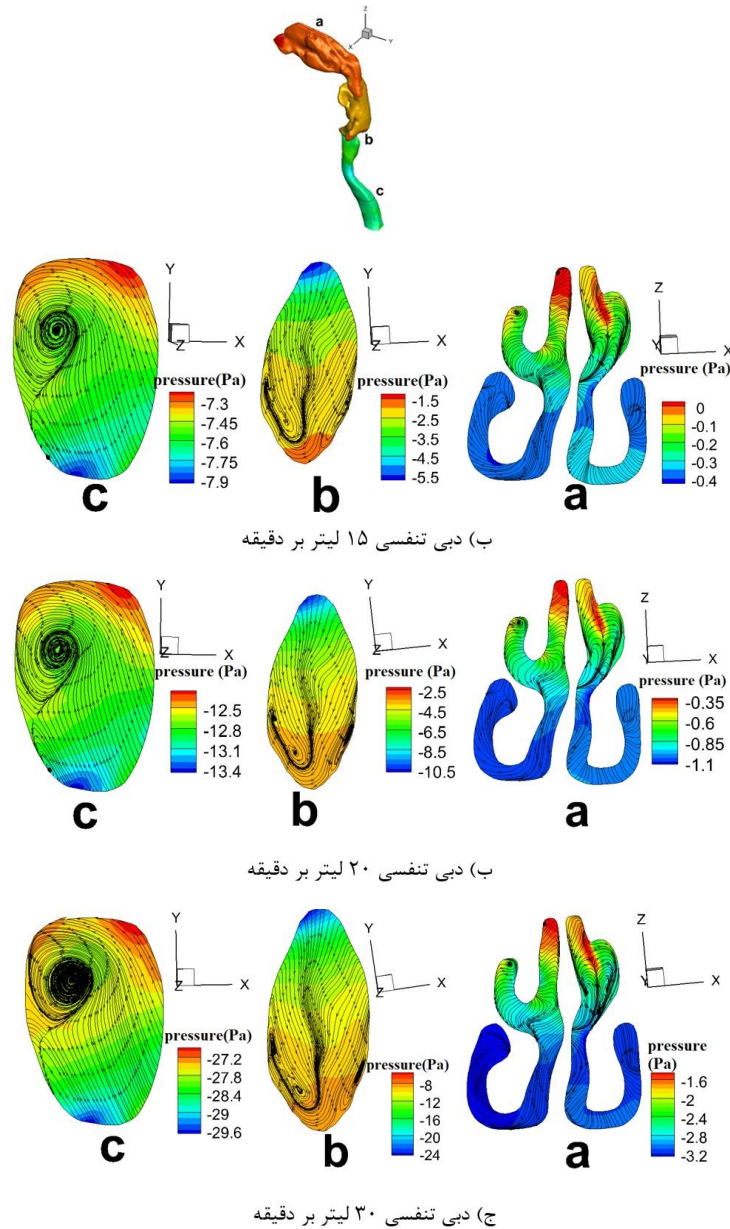 a
Z
X
Y
b
c
Y
X
Z
pressure(Pa)
-7.3
-7.45
-7.6
-7.75
-7.9
c
Y
X
Z
pressure(Pa)
-1.5
-2.5
-3.5
-4.5
-5.5
b
Z
Y
X
pressure (Pa)
0
-0.1
-0.2
-0.3
-0.4
a
ب) دبی تنفسی ۱۵ لیتر بر دقیقه
Y
X
Z
pressure (Pa)
-12.5
-12.8
-13.1
-13.4
c
Y
X
Z
pressure (Pa)
-2.5
-4.5
-6.5
-8.5
-10.5
b
Z
Y
X
pressure (Pa)
-0.35
-0.6
-0.85
-1.1
a
ب) دبی تنفسی ۲۰ لیتر بر دقیقه
Y
X
Z
pressure(Pa)
-27.2
-27.8
-28.4
-29
-29.6
c
Y
X
Z
pressure(Pa)
-8
-12
-16
-20
-24
b
Z
Y
X
pressure
(Pa)
-1.6
-2
-2.4
-2.8
-3.2
a
ج) دبی تنفسی ۳۰ لیتر بر دقیقه